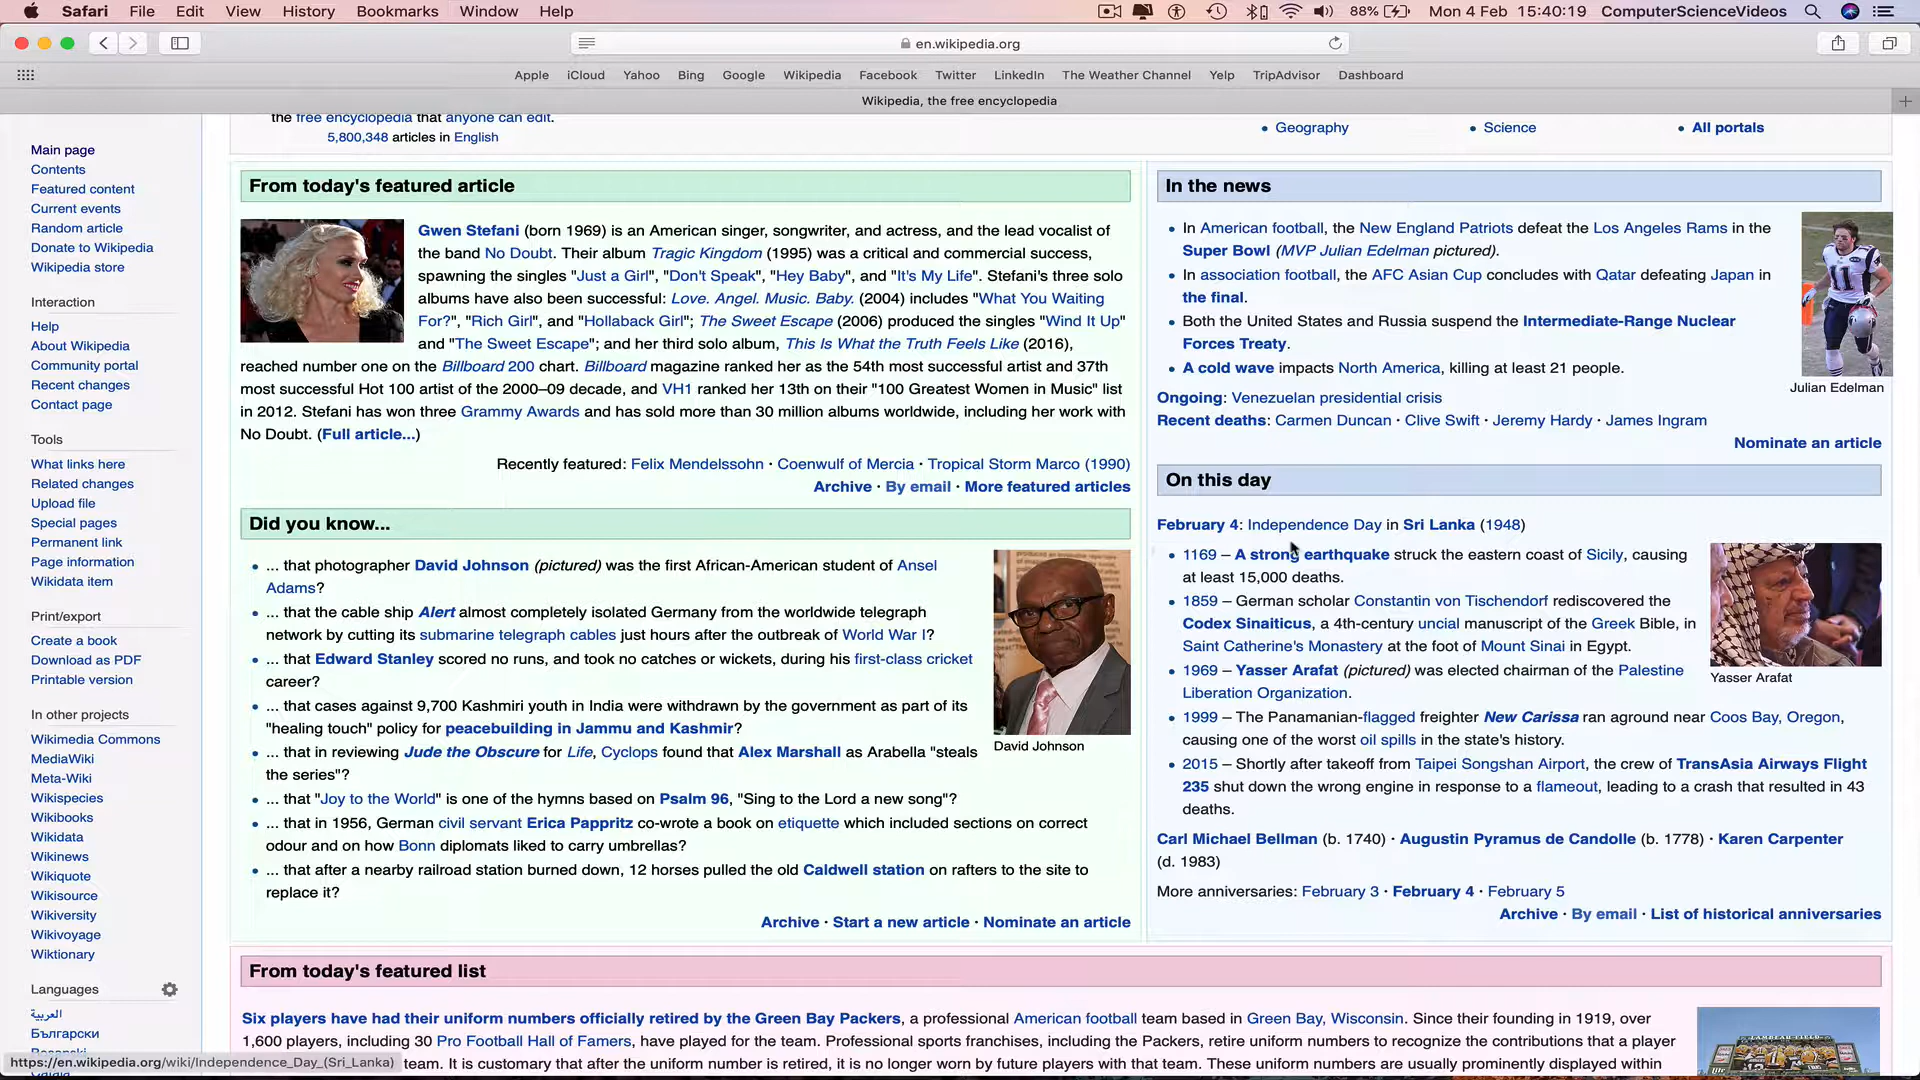 Safari File Edit View History Bookmarks Window Help 88% Mon 4 Feb 15:40:19 ComputerScienceVideos
en.wikipedia.org
Apple iCloud Yahoo Bing Google Wikipedia Facebook Twitter LinkedIn The Weather Channel Yelp TripAdvisor Dashboard
Wikipedia, the free encyclopedia
Main page
Contents
Featured content
Current events
Random article
Donate to Wikipedia
Wikipedia store
Interaction
Help
About Wikipedia
Community portal
Recent changes
Contact page
Tools
What links here
Related changes
Upload file
Special pages
Permanent link
Page information
Wikidata item
Cite this page
Print/export
Create a book
Download as PDF
Printable version
In other projects
Wikimedia Commons
MediaWiki
Meta-Wiki
Wikispecies
Wikibooks
Wikidata
Wikinews
Wikiquote
Wikisource
Wikiversity
Wikivoyage
Wiktionary
Languages
العربية
Български
https://en.wikipedia.org/wiki/Independence_Day_(Sri_Lanka)
the free encyclopedia that anyone can edit.
5,800,348 articles in English
• Geography • Science • All portals
From today's featured article
Gwen Stefani (born 1969) is an American singer, songwriter, and actress, and the lead vocalist of
the band No Doubt. Their album Tragic Kingdom (1995) was a critical and commercial success,
spawning the singles "Just a Girl", "Don't Speak", "Hey Baby", and "It's My Life". Stefani's three solo
albums have also been successful: Love. Angel. Music. Baby. (2004) includes "What You Waiting
For?", "Rich Girl", and "Hollaback Girl"; The Sweet Escape (2006) produced the singles "Wind It Up"
and "The Sweet Escape"; and her third solo album, This Is What the Truth Feels Like (2016),
reached number one on the Billboard 200 chart. Billboard magazine ranked her as the 54th most successful artist and 37th
most successful Hot 100 artist of the 2000–09 decade, and VH1 ranked her 13th on their "100 Greatest Women in Music" list
in 2012. Stefani has won three Grammy Awards and has sold more than 30 million albums worldwide, including her work with
No Doubt. (Full article...)
Recently featured: Felix Mendelssohn · Coenwulf of Mercia · Tropical Storm Marco (1990)
Archive · By email · More featured articles
Did you know...
• ... that photographer David Johnson (pictured) was the first African-American student of Ansel
Adams?
• ... that the cable ship Alert almost completely isolated Germany from the worldwide telegraph
network by cutting its submarine telegraph cables just hours after the outbreak of World War I?
• ... that Edward Stanley scored no runs, and took no catches or wickets, during his first-class cricket
career?
• ... that cases against 9,700 Kashmiri youth in India were withdrawn by the government as part of its
"healing touch" policy for peacebuilding in Jammu and Kashmir?
• ... that in reviewing Jude the Obscure for Life, Cyclops found that Alex Marshall as Arabella "steals
the series"?
• ... that "Joy to the World" is one of the hymns based on Psalm 96, "Sing to the Lord a new song"?
• ... that in 1956, German civil servant Erica Pappritz co-wrote a book on etiquette which included sections on correct
odour and on how Bonn diplomats liked to carry umbrellas?
• ... that after a nearby railroad station burned down, 12 horses pulled the old Caldwell station on rafters to the site to
replace it?
David Johnson
Archive · Start a new article · Nominate an article
In the news
• In American football, the New England Patriots defeat the Los Angeles Rams in the
Super Bowl (MVP Julian Edelman pictured).
• In association football, the AFC Asian Cup concludes with Qatar defeating Japan in
the final.
• Both the United States and Russia suspend the Intermediate-Range Nuclear
Forces Treaty.
• A cold wave impacts North America, killing at least 21 people.
Julian Edelman
Ongoing: Venezuelan presidential crisis
Recent deaths: Carmen Duncan · Clive Swift · Jeremy Hardy · James Ingram
Nominate an article
On this day
February 4: Independence Day in Sri Lanka (1948)
• 1169 – A strong earthquake struck the eastern coast of Sicily, causing
at least 15,000 deaths.
• 1859 – German scholar Constantin von Tischendorf rediscovered the
Codex Sinaiticus, a 4th-century uncial manuscript of the Greek Bible, in
Saint Catherine's Monastery at the foot of Mount Sinai in Egypt.
• 1969 – Yasser Arafat (pictured) was elected chairman of the Palestine
Liberation Organization.
• 1999 – The Panamanian-flagged freighter New Carissa ran aground near Coos Bay, Oregon,
causing one of the worst oil spills in the state's history.
• 2015 – Shortly after takeoff from Taipei Songshan Airport, the crew of TransAsia Airways Flight
235 shut down the wrong engine in response to a flameout, leading to a crash that resulted in 43
deaths.
Yasser Arafat
Carl Michael Bellman (b. 1740) · Augustin Pyramus de Candolle (b. 1778) · Karen Carpenter
(d. 1983)
More anniversaries: February 3 · February 4 · February 5
Archive · By email · List of historical anniversaries
From today's featured list
Six players have had their uniform numbers officially retired by the Green Bay Packers, a professional American football team based in Green Bay, Wisconsin. Since their founding in 1919, over
1,600 players, including 30 Pro Football Hall of Famers, have played for the team. Professional sports franchises, including the Packers, retire uniform numbers to recognize the contributions that a player
team. It is customary that after the uniform number is retired, it is no longer worn by future players with that team. These uniform numbers are usually prominently displayed within